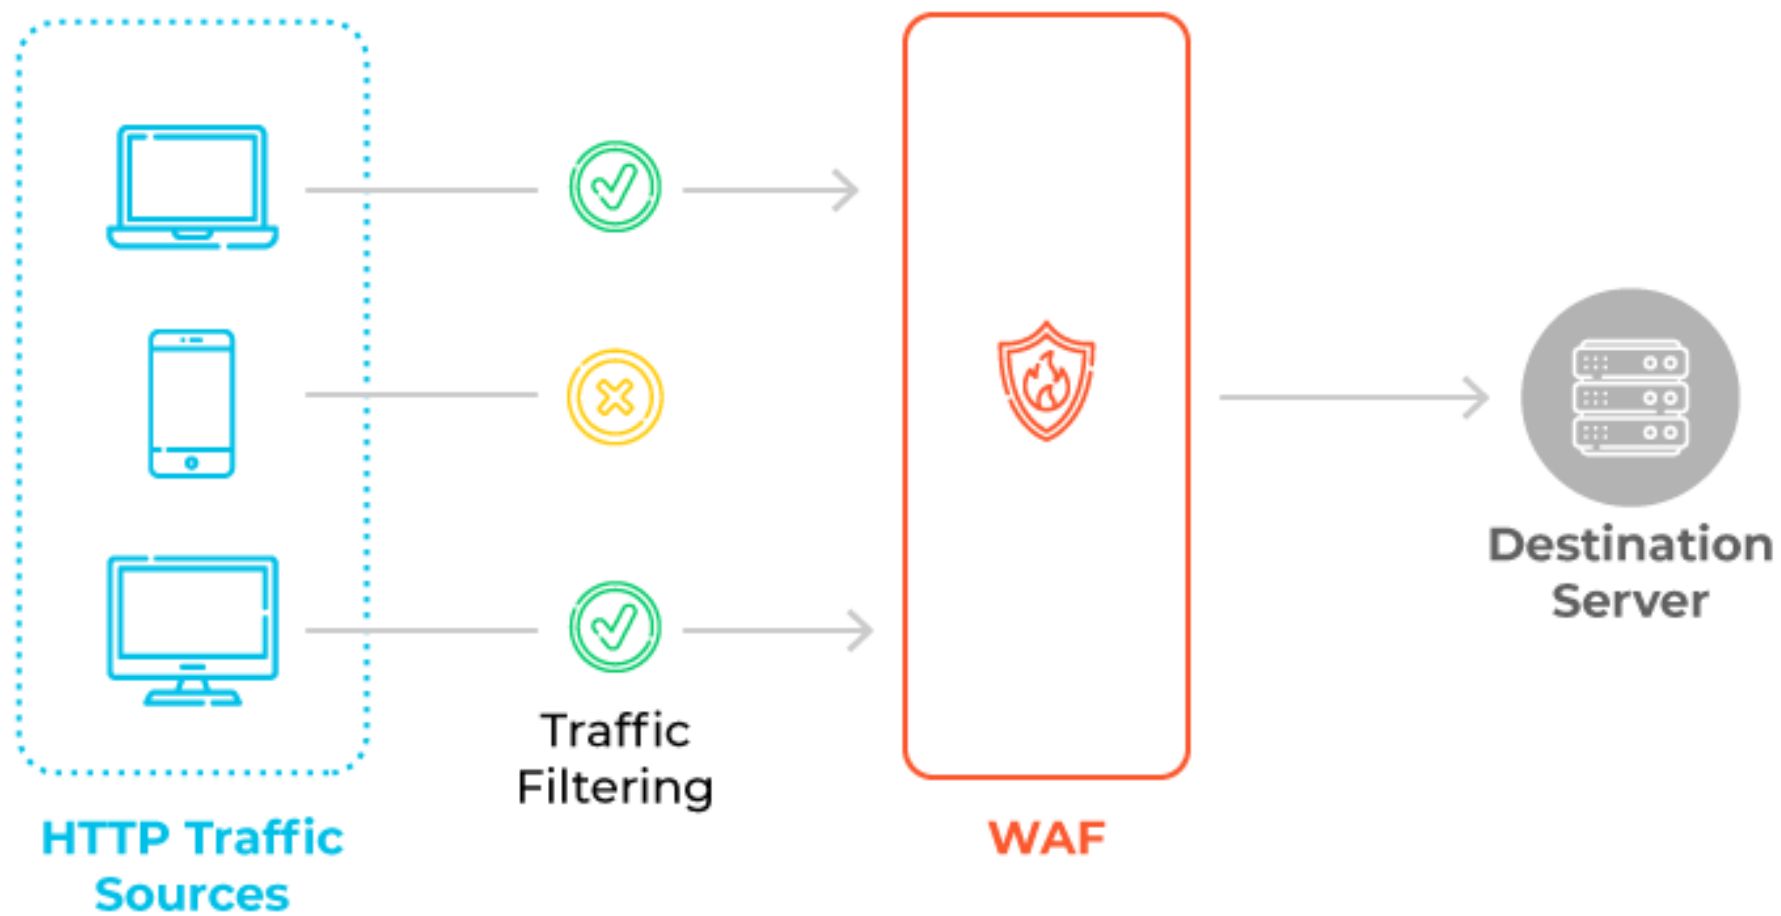 Traffic
Filtering
HTTP Traffic
Sources
WAF
Destination
Server